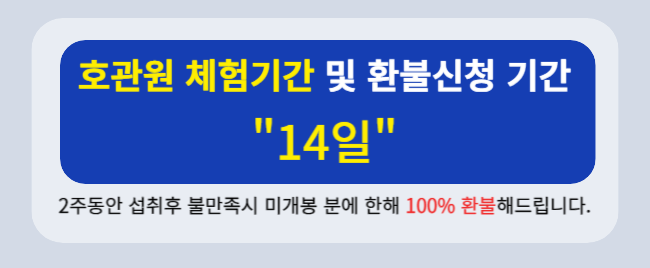 호관원 체험기간 및 환불신청 기간
"14일"
2주동안 섭취후 불만족시 미개봉 분에 한해 100% 환불해드립니다.